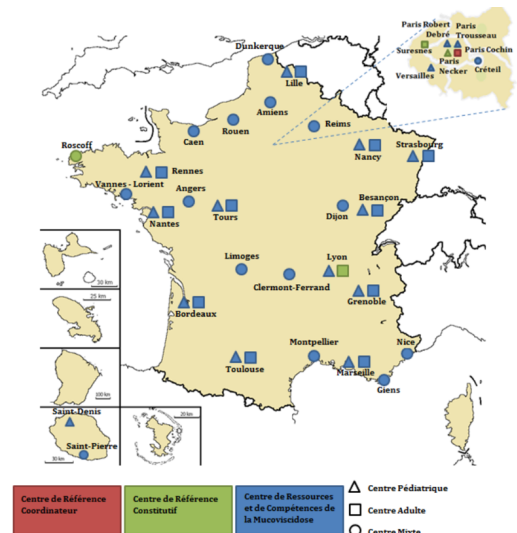 Paris Robert
Debré
Paris
Trousseau
Suresnes
Paris Cochin
Paris
Necker
Créteil
Versailles
Dunkerque
Lille
Amiens
Rouen
Reims
Caen
Nancy
Strasbourg
Roscoff
Rennes
Vannes - Lorient
Angers
Besançon
Nantes
Tours
Dijon
Limoges
Lyon
Clermont-Ferrand
Grenoble
Bordeaux
Montpellier
Nice
Toulouse
Marseille
Giens
30 km
25 km
100 km
Saint-Denis
Saint-Pierre
30 km
20 km
Centre de Référence
Coordinateur
Centre de Référence
Constitutif
Centre de Ressources
et de Compétences de
la Mucoviscidose
Centre Pédiatrique
Centre Adulte
Centre Mixte